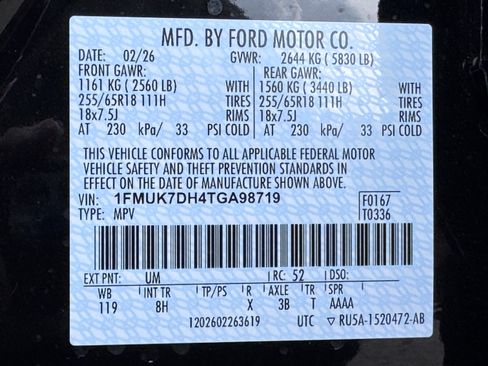 MFD. BY FORD MOTOR CO.
DATE: 02/26 GVWR: 2644 KG ( 5830 LB)
FRONT GAWR: REAR GAWR:
1161 KG ( 2560 LB) WITH 1560 KG ( 3440 LB) WITH
255/65R18 111H TIRES 255/65R18 111H TIRES
18x7.5J RIMS 18x7.5J RIMS
AT 230 kPa/ 33 PSI COLD AT 230 kPa/ 33 PSI COLD
THIS VEHICLE CONFORMS TO ALL APPLICABLE FEDERAL MOTOR
VEHICLE SAFETY AND THEFT PREVENTION STANDARDS IN
EFFECT ON THE DATE OF MANUFACTURE SHOWN ABOVE.
VIN: 1FMUK7DH4TGA98719 F0167
TYPE: MPV T0336
EXT PNT: UM RC: 52 DSO:
WB INT TR TP/PS R AXLE TR SPR
119 8H X 3B T AAAA
1202602263619 UTC RU5A-1520472-AB